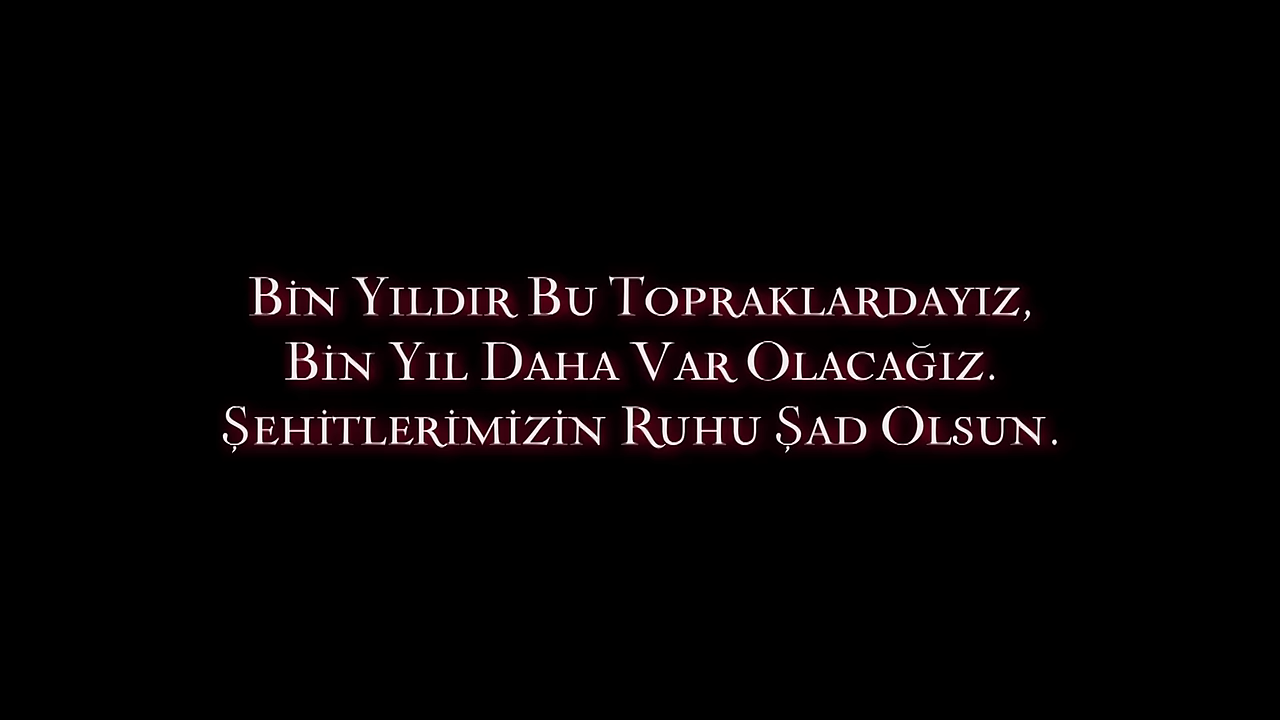 Bin Yıldır Bu Topraklardayız,
Bin Yıl Daha Var Olacağız.
Şehitlerimizin Ruhu Şad Olsun.